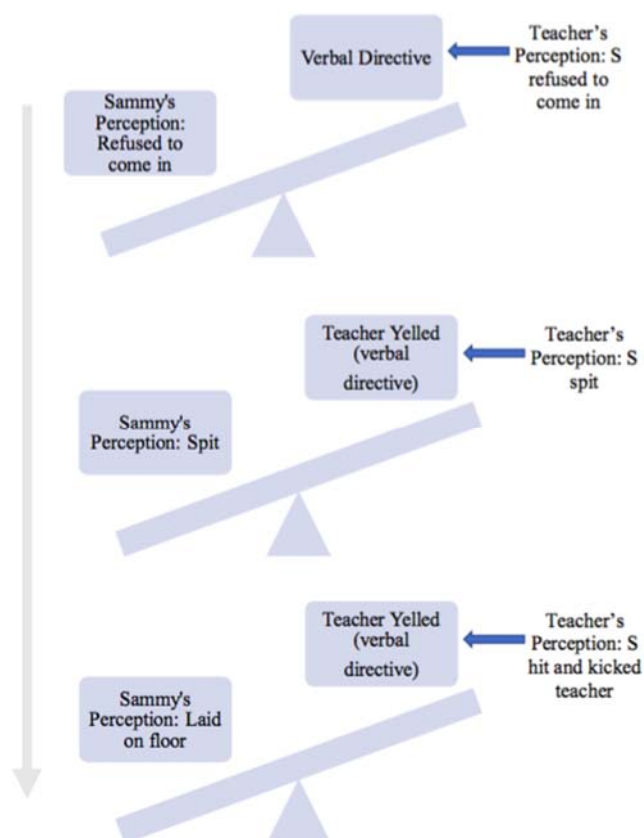 Verbal Directive
Teacher's
Perception: S
refused to
come in
Sammy's
Perception:
Refused to
come in
Teacher Yelled
(verbal
directive)
Teacher's
Perception: S
spit
Sammy's
Perception: Spit
Teacher Yelled
(verbal
directive)
Teacher's
Perception: S
hit and kicked
teacher
Sammy's
Perception: Laid
on floor